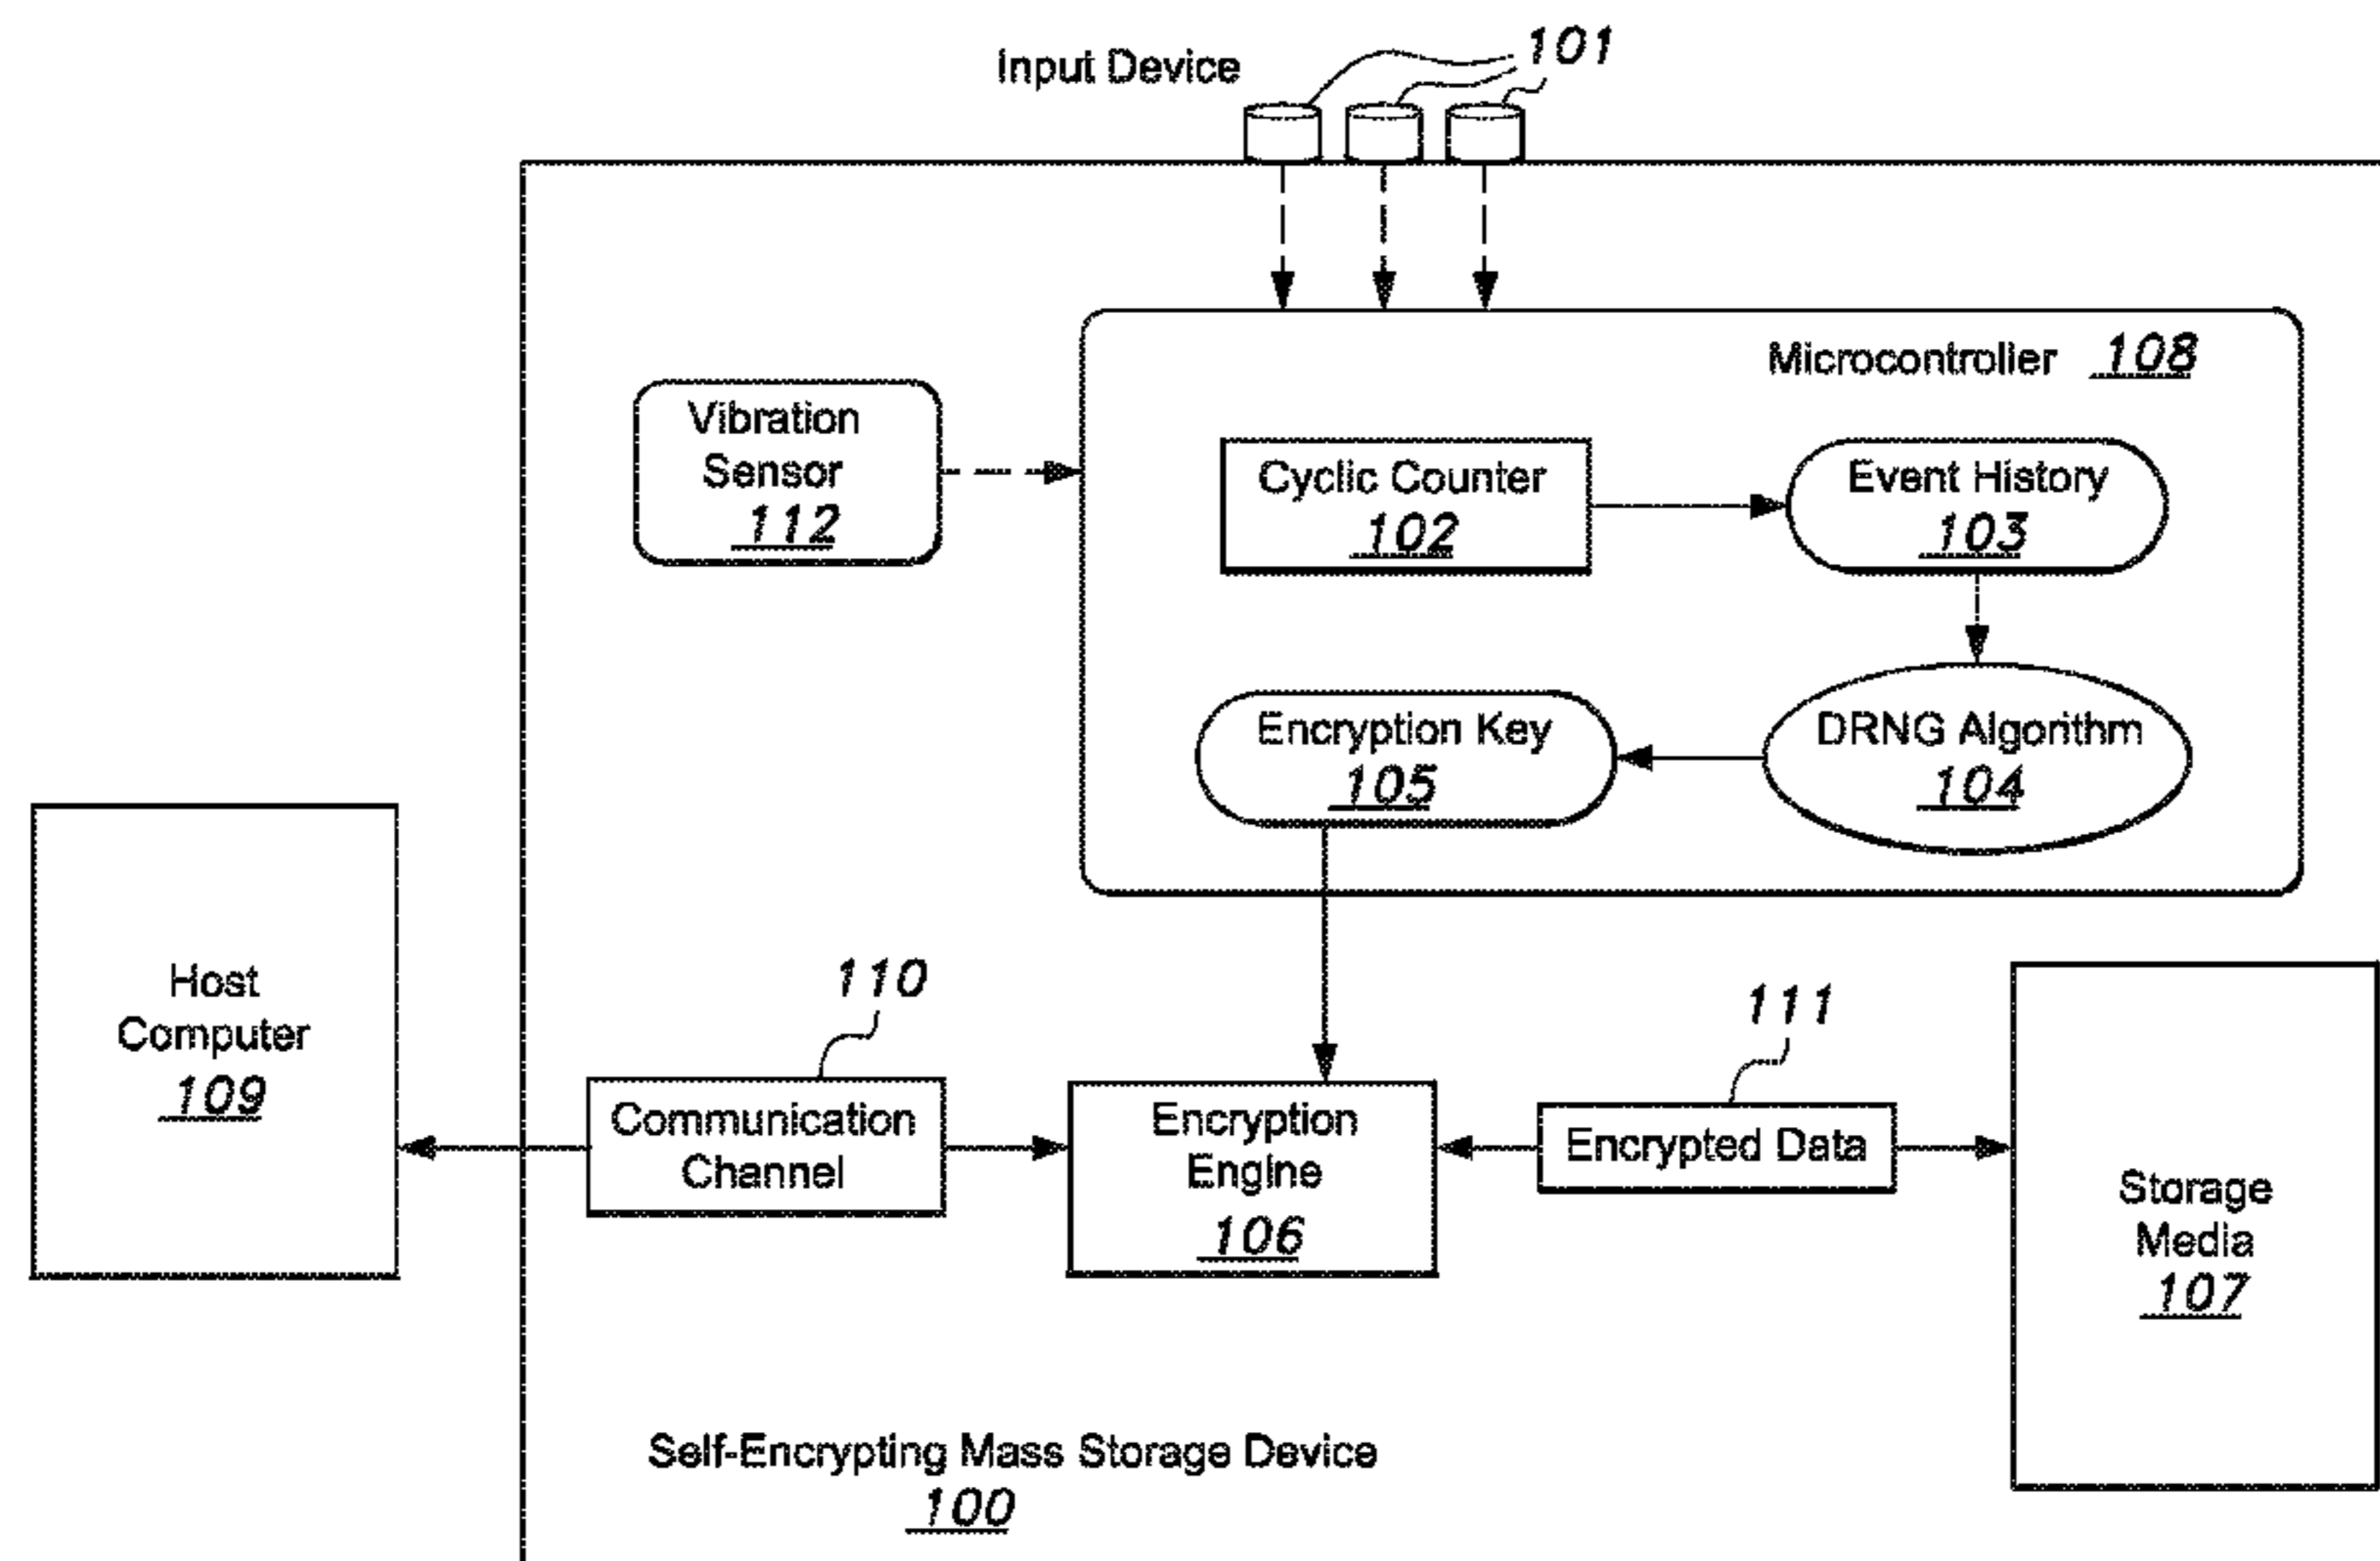 Input Device
101
Microcontroller 108
Vibration
Sensor
112
Cyclic Counter
102
Event History
103
Encryption Key
105
DRNG Algorithm
104
Host
Computer
109
110
Communication
Channel
Encryption
Engine
106
111
Encrypted Data
Storage
Media
107
Self-Encrypting Mass Storage Device
100